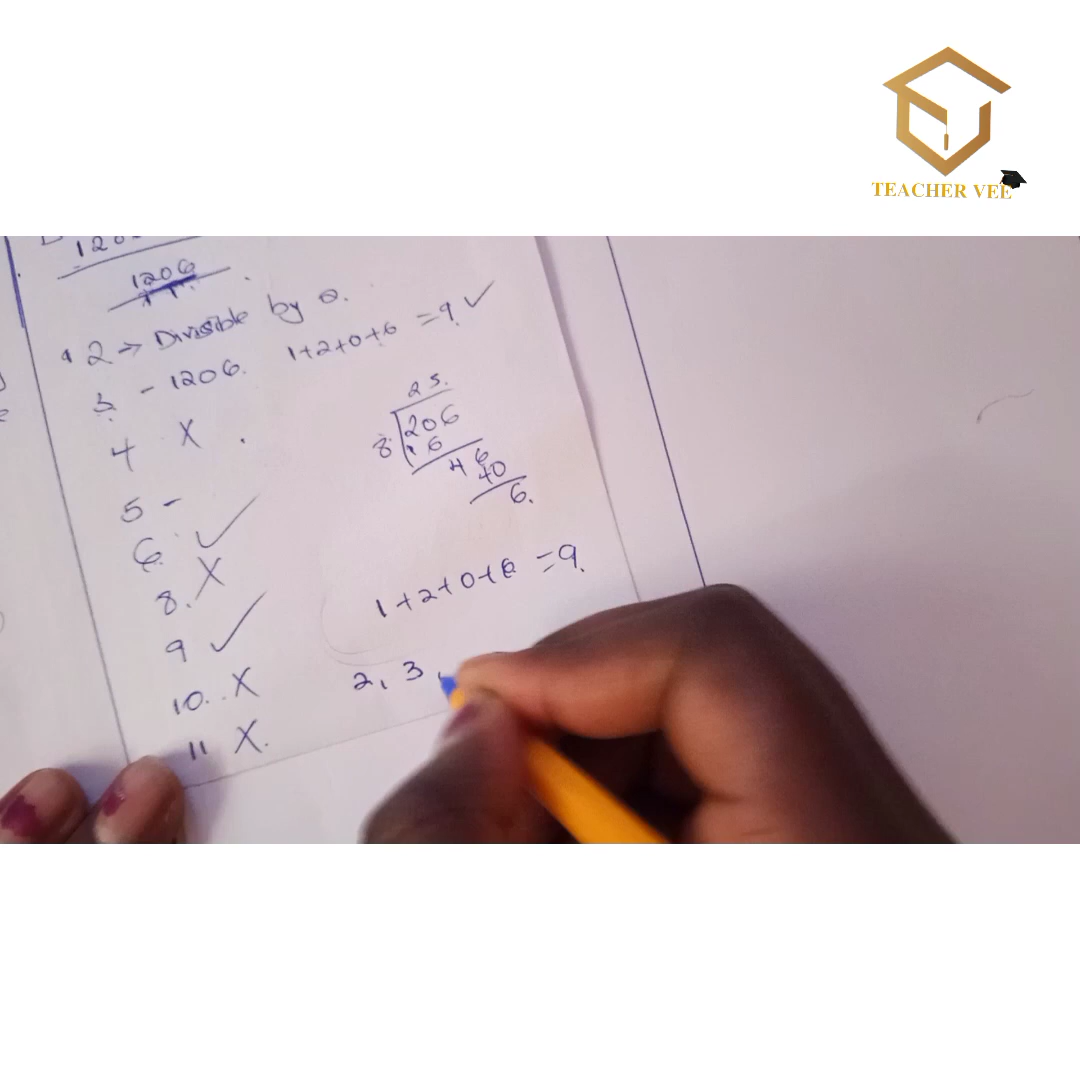 TEACHER VEE
120
1206
2 → Divisible by 2.
3 - 1206. 1+2+0+6 = 9. ✓
4 X .
25.
8 206
16
46
40
6.
5 -
6. ✓
8. X
1+2+0+6 = 9.
9 ✓
2, 3,
10. X
11 X.